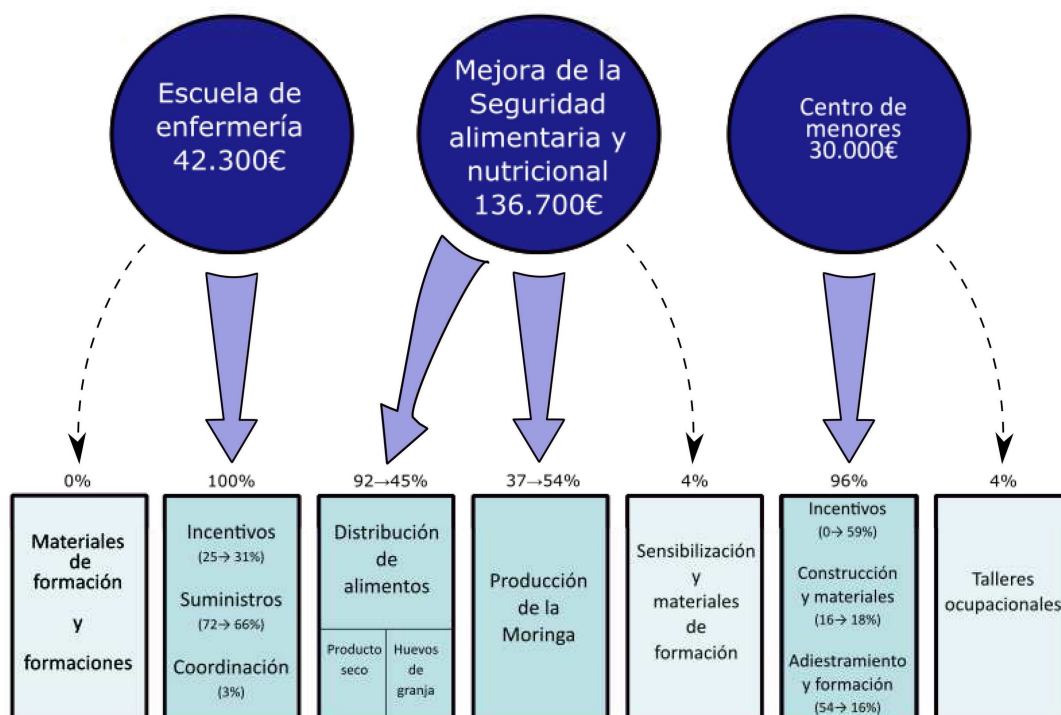 Escuela de
enfermería
42.300€
Mejora de la
Seguridad
alimentaria y
nutricional
136.700€
Centro de
menores
30.000€
0%
100%
92→45%
37→54%
4%
96%
4%
Materiales
de
formación
y
formaciones
Incentivos
(25→ 31%)
Suministros
(72→ 66%)
Coordinación
(3%)
Distribución
de
alimentos
Producto
seco
Huevos
de
granja
Producción
de la
Moringa
Sensibilización
y
materiales
de
formación
Incentivos
(0→ 59%)
Construcción
y materiales
(16→ 18%)
Adiestramiento
y formación
(54→ 16%)
Talleres
ocupacionales